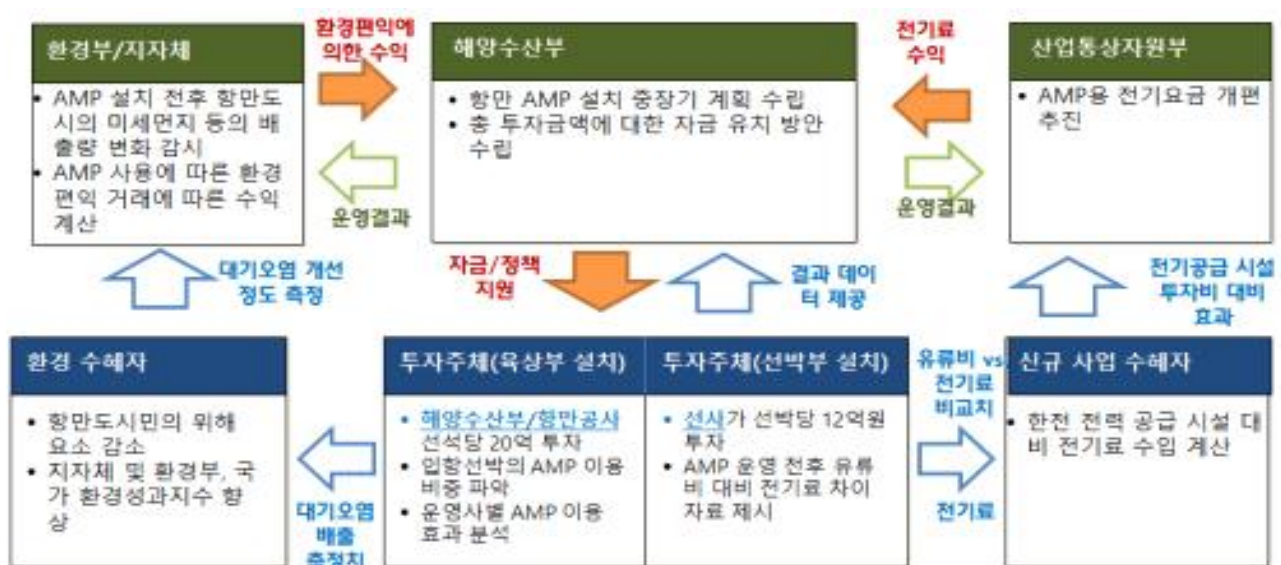 환경부/지자체
• AMP 설치 전후 항만도
시의 미세먼지 등의 배
출량 변화 감시
• AMP 사용에 따른 환경
편익 거래에 따른 수익
계산
환경편익에
의한 수익
운영결과
해양수산부
• 항만 AMP 설치 중장기 계획 수립
• 총 투자금액에 대한 자금 유치 방안
수립
전기료
수익
운영결과
산업통상자원부
• AMP용 전기요금 개편
추진
대기오염 개선
정도 측정
자금/정책
지원
결과 데이
터 제공
전기공급 시설
투자비 대비
효과
환경 수혜자
• 항만도시민의 위해
요소 감소
• 지자체 및 환경부, 국
가 환경성과지수 향
상
대기오염
배출
측정치
투자주체(육상부 설치)
• 해양수산부/항만공사
선석당 20억 투자
• 입항선박의 AMP 이용
비중 파악
• 운영사별 AMP 이용
효과 분석
투자주체(선박부 설치)
• 선사가 선박당 12억원
투자
• AMP 운영 전후 유류
비 대비 전기료 차이
자료 제시
유류비 vs
전기료
비교치
전기료
신규 사업 수혜자
• 한전 전력 공급 시설 대
비 전기료 수입 계산